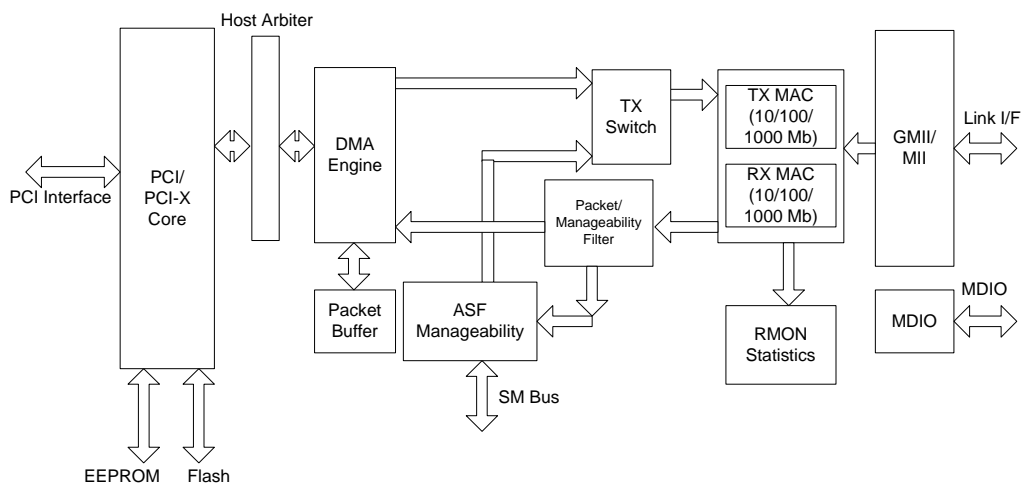 Host Arbiter
PCI/
PCI-X
Core
PCI Interface
DMA
Engine
TX
Switch
TX MAC
(10/100/
1000 Mb)
RX MAC
(10/100/
1000 Mb)
GMII/
MII
Link I/F
Packet/
Manageability
Filter
Packet
Buffer
ASF
Manageability
RMON
Statistics
MDIO
MDIO
SM Bus
EEPROM
Flash